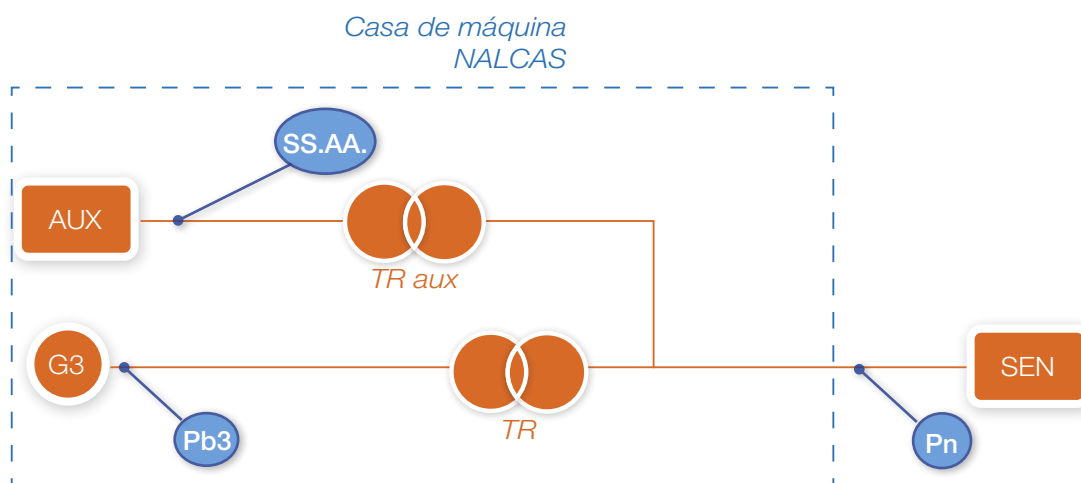 Casa de máquina
NALCAS
SS.AA.
AUX
TR aux
G3
SEN
TR
Pb3
Pn